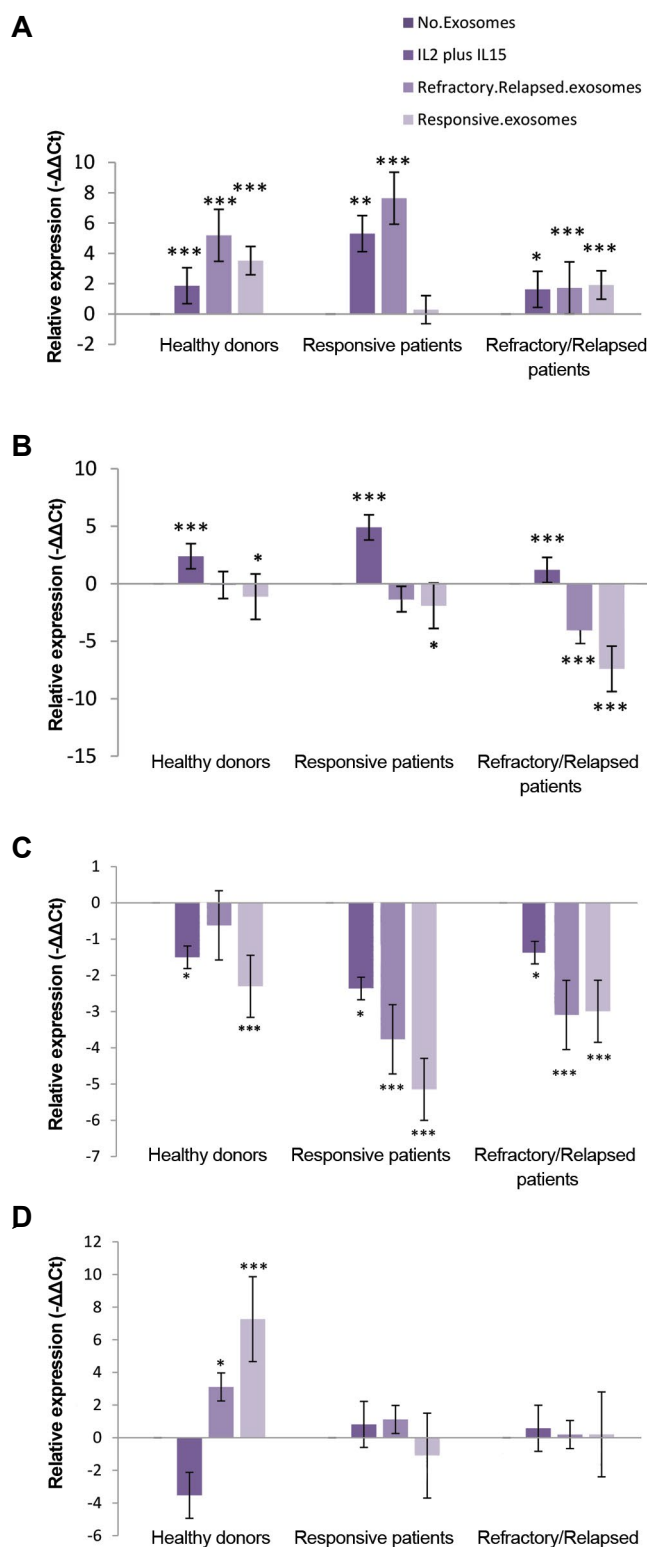 A
No.Exosomes
IL2 plus IL15
Refractory.Relapsed.exosomes
Responsive.exosomes
Relative expression (-ΔΔCt)
10
8
6
4
2
0
-2
***
***
***
**
***
*
***
***
Healthy donors
Responsive patients
Refractory/Relapsed
patients
B
Relative expression (-ΔΔCt)
10
5
0
-5
-10
-15
***
*
***
*
***
***
***
Healthy donors
Responsive patients
Refractory/Relapsed
patients
C
Relative expression (-ΔΔCt)
1
0
-1
-2
-3
-4
-5
-6
-7
*
***
*
***
***
*
***
***
Healthy donors
Responsive patients
Refractory/Relapsed
patients
D
Relative expression (-ΔΔCt)
12
10
8
6
4
2
0
-2
-4
-6
*
***
Healthy donors
Responsive patients
Refractory/Relapsed